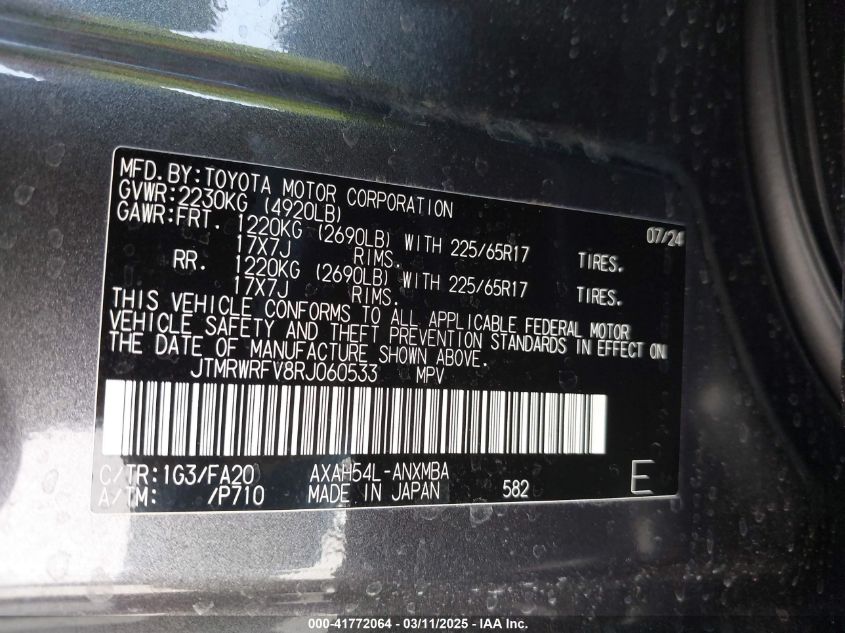 MFD.BY:TOYOTA MOTOR CORPORATION 07/24
GVWR:2230KG (4920LB)
GAWR:FRT. 1220KG (2690LB) WITH 225/65R17 TIRES.
17X7J RIMS.
RR. 1220KG (2690LB) WITH 225/65R17 TIRES.
17X7J RIMS.
THIS VEHICLE CONFORMS TO ALL APPLICABLE FEDERAL MOTOR
VEHICLE SAFETY AND THEFT PREVENTION STANDARDS IN EFFECT ON
THE DATE OF MANUFACTURE SHOWN ABOVE.
JTMRWRFV8RJ060533 MPV
C/TR:1G3/FA20 AXAH54L-ANXMBA
A/TM: /P710 MADE IN JAPAN 582 E
000-41772064 / 03/11/2025 - © IAA Inc.